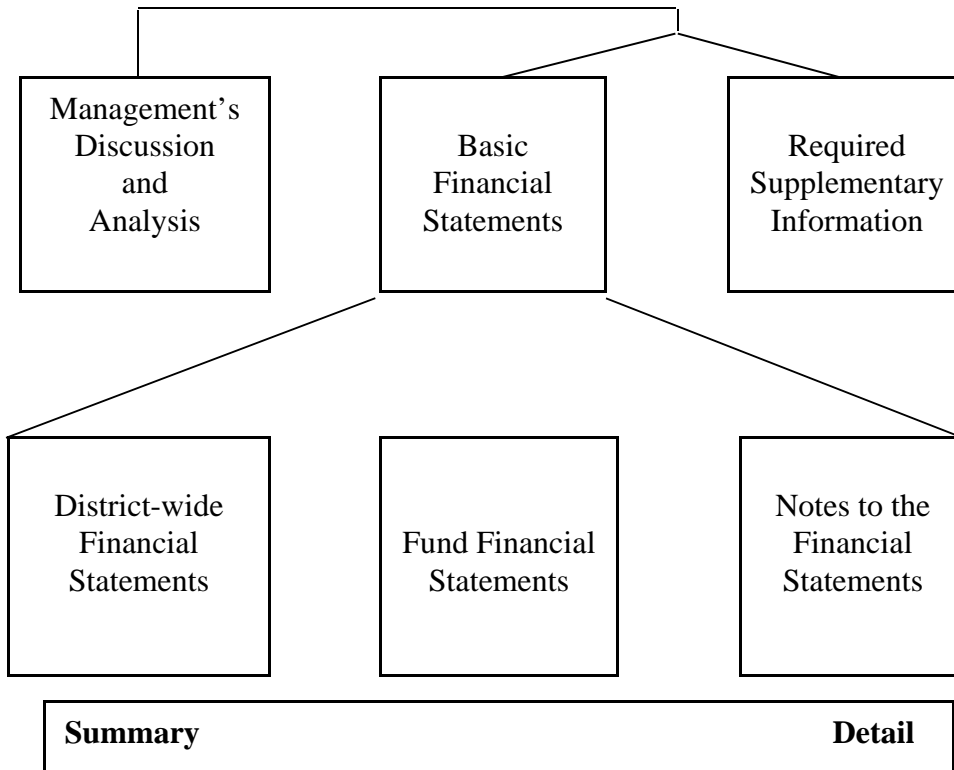 Management’s
Discussion
and
Analysis
Basic
Financial
Statements
Required
Supplementary
Information
District-wide
Financial
Statements
Fund Financial
Statements
Notes to the
Financial
Statements
Summary
Detail